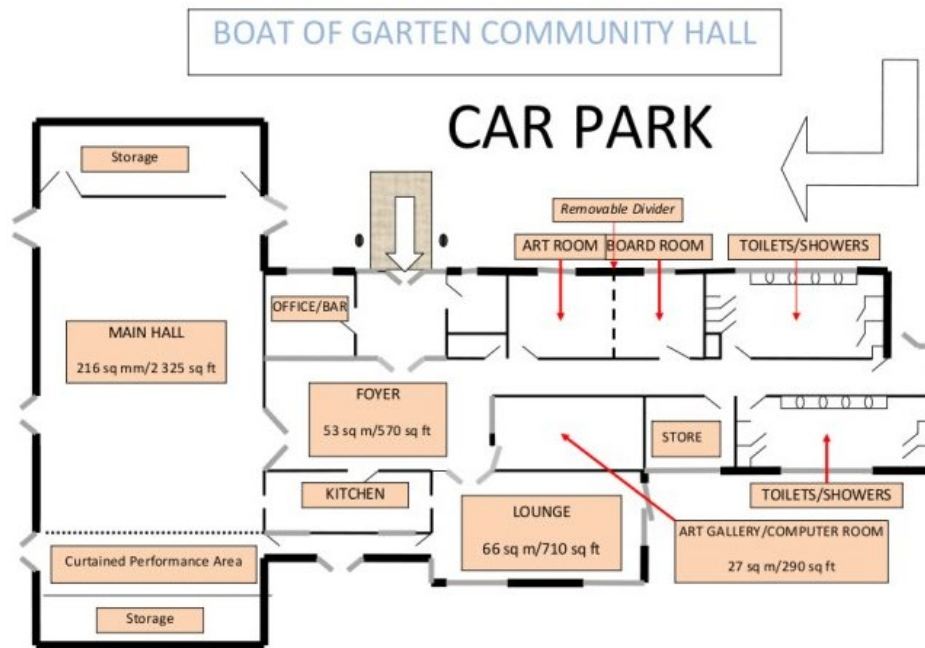 BOAT OF GARTEN COMMUNITY HALL
CAR PARK
Storage
Removable Divider
ART ROOM
BOARD ROOM
TOILETS/SHOWERS
OFFICE/BAR
MAIN HALL
216 sq mm/2 325 sq ft
FOYER
53 sq m/570 sq ft
STORE
KITCHEN
TOILETS/SHOWERS
LOUNGE
66 sq m/710 sq ft
ART GALLERY/COMPUTER ROOM
27 sq m/290 sq ft
Curtained Performance Area
Storage